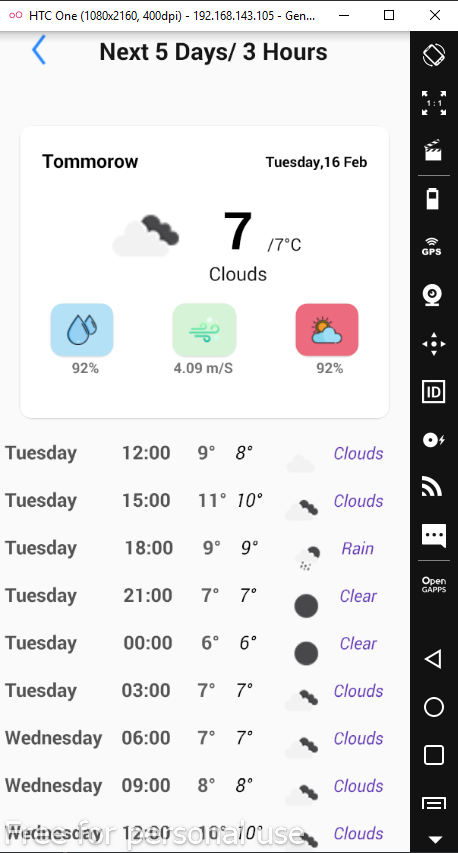 HTC One (1080x2160, 400dpi) - 192.168.143.105 - Gen...
Next 5 Days/ 3 Hours
Tommorow Tuesday,16 Feb
7 /7°C
Clouds
92% 4.09 m/S 92%
Tuesday 12:00 9° 8° Clouds
Tuesday 15:00 11° 10° Clouds
Tuesday 18:00 9° 9° Rain
Tuesday 21:00 7° 7° Clear
Tuesday 00:00 6° 6° Clear
Tuesday 03:00 7° 7° Clouds
Wednesday 06:00 7° 7° Clouds
Wednesday 09:00 8° 8° Clouds
Wednesday 12:00 10° 10° Clouds
Free for personal use
1:1
GPS
ID
Open
GAPPS